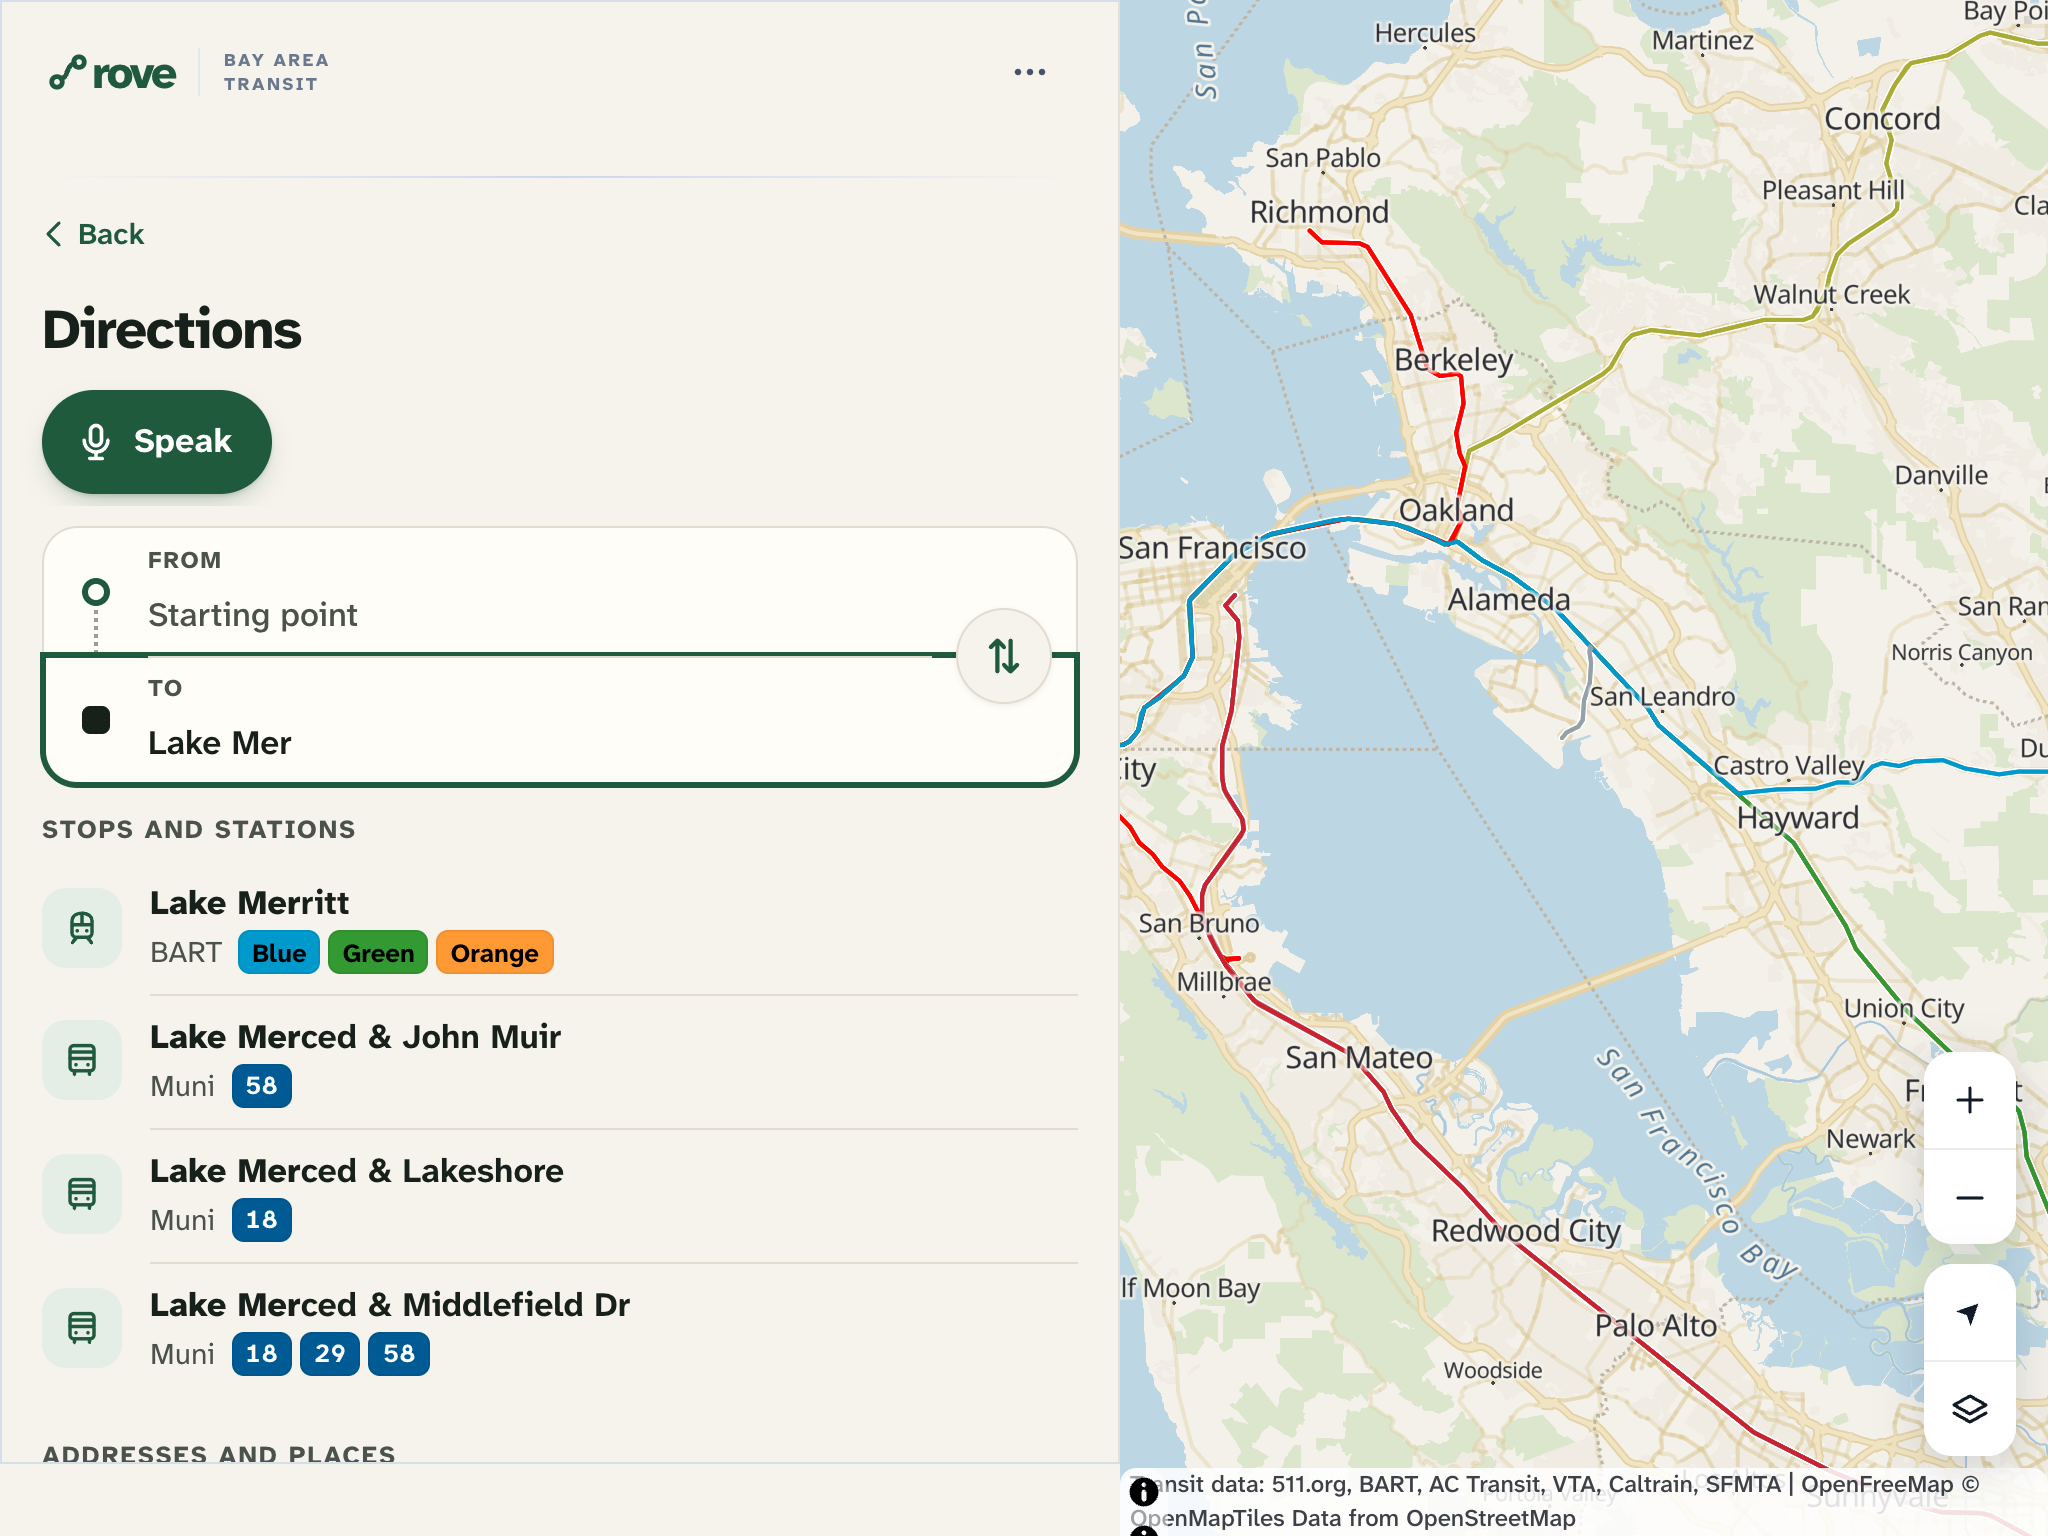 rove
BAY AREA
TRANSIT
Back
Directions
Speak
FROM
Starting point
TO
Lake Mer
STOPS AND STATIONS
Lake Merritt
BART Blue Green Orange
Lake Merced & John Muir
Muni 58
Lake Merced & Lakeshore
Muni 18
Lake Merced & Middlefield Dr
Muni 18 29 58
ADDRESSES AND PLACES
Hercules
Martinez
Concord
San Pablo
Pleasant Hill
Richmond
Walnut Creek
Berkeley
Danville
Oakland
San Francisco
Alameda
San Leandro
Norris Canyon
Castro Valley
Hayward
San Bruno
Millbrae
Union City
San Mateo
Newark
San Francisco Bay
Redwood City
Palo Alto
Woodside
Portola Valley
Sunnyvale
Transit data: 511.org, BART, AC Transit, VTA, Caltrain, SFMTA | OpenFreeMap ©
OpenMapTiles Data from OpenStreetMap